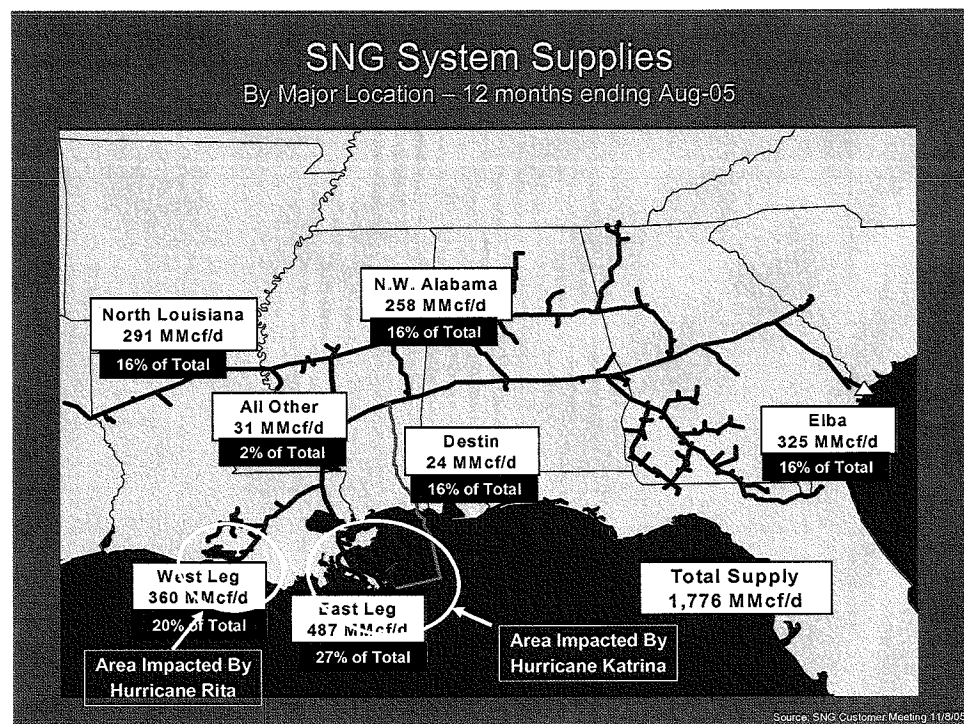 SNG System Supplies
By Major Location – 12 months ending Aug-05
N.W. Alabama
258 MMcf/d
16% of Total
North Louisiana
291 MMcf/d
16% of Total
All Other
31 MMcf/d
2% of Total
Destin
24 MMcf/d
16% of Total
Elba
325 MMcf/d
16% of Total
West Leg
360 MMcf/d
20% of Total
East Leg
487 MMcf/d
27% of Total
Total Supply
1,776 MMcf/d
Area Impacted By
Hurricane Rita
Area Impacted By
Hurricane Katrina
Source: SNG Customer Meeting 11/8/05